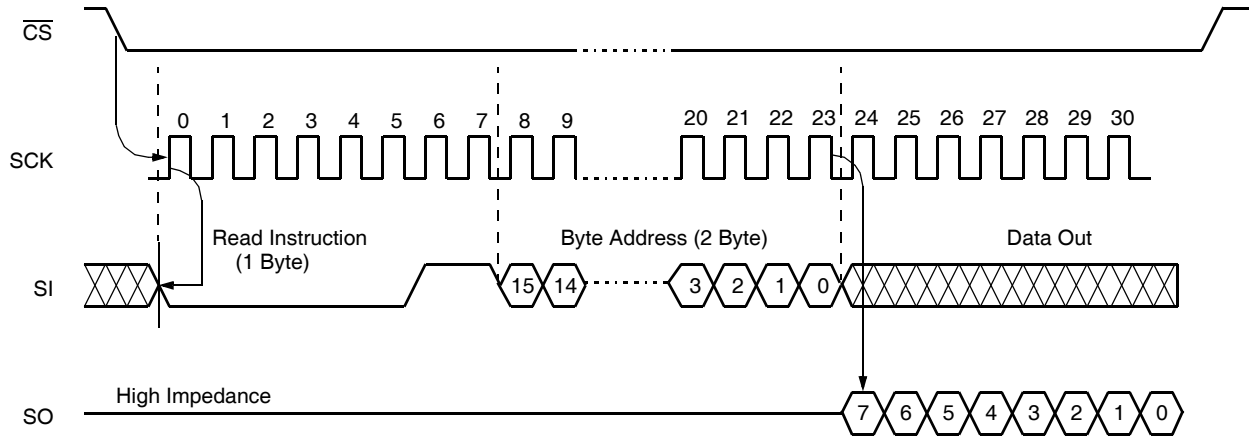 CS
0 1 2 3 4 5 6 7 8 9 20 21 22 23 24 25 26 27 28 29 30
SCK
Read Instruction
(1 Byte)
Byte Address (2 Byte)
Data Out
SI
15 14 3 2 1 0
High Impedance
SO
7 6 5 4 3 2 1 0